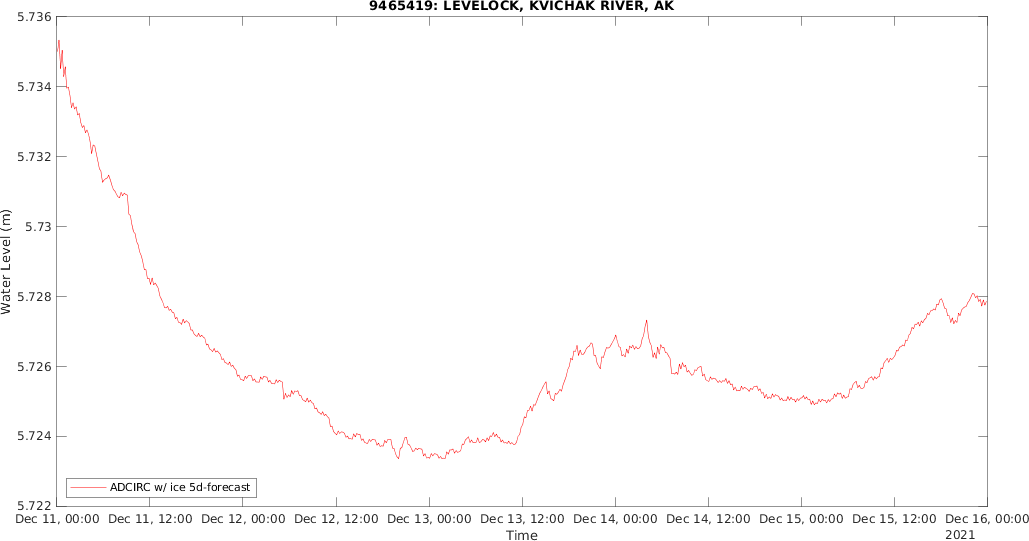 9465419: LEVELOCK, KVICHAK RIVER, AK
5.736
5.734
5.732
5.73
5.728
5.726
5.724
5.722
Water Level (m)
ADCIRC w/ ice 5d-forecast
Dec 11, 00:00 Dec 11, 12:00 Dec 12, 00:00 Dec 12, 12:00 Dec 13, 00:00 Dec 13, 12:00 Dec 14, 00:00 Dec 14, 12:00 Dec 15, 00:00 Dec 15, 12:00 Dec 16, 00:00
Time
2021